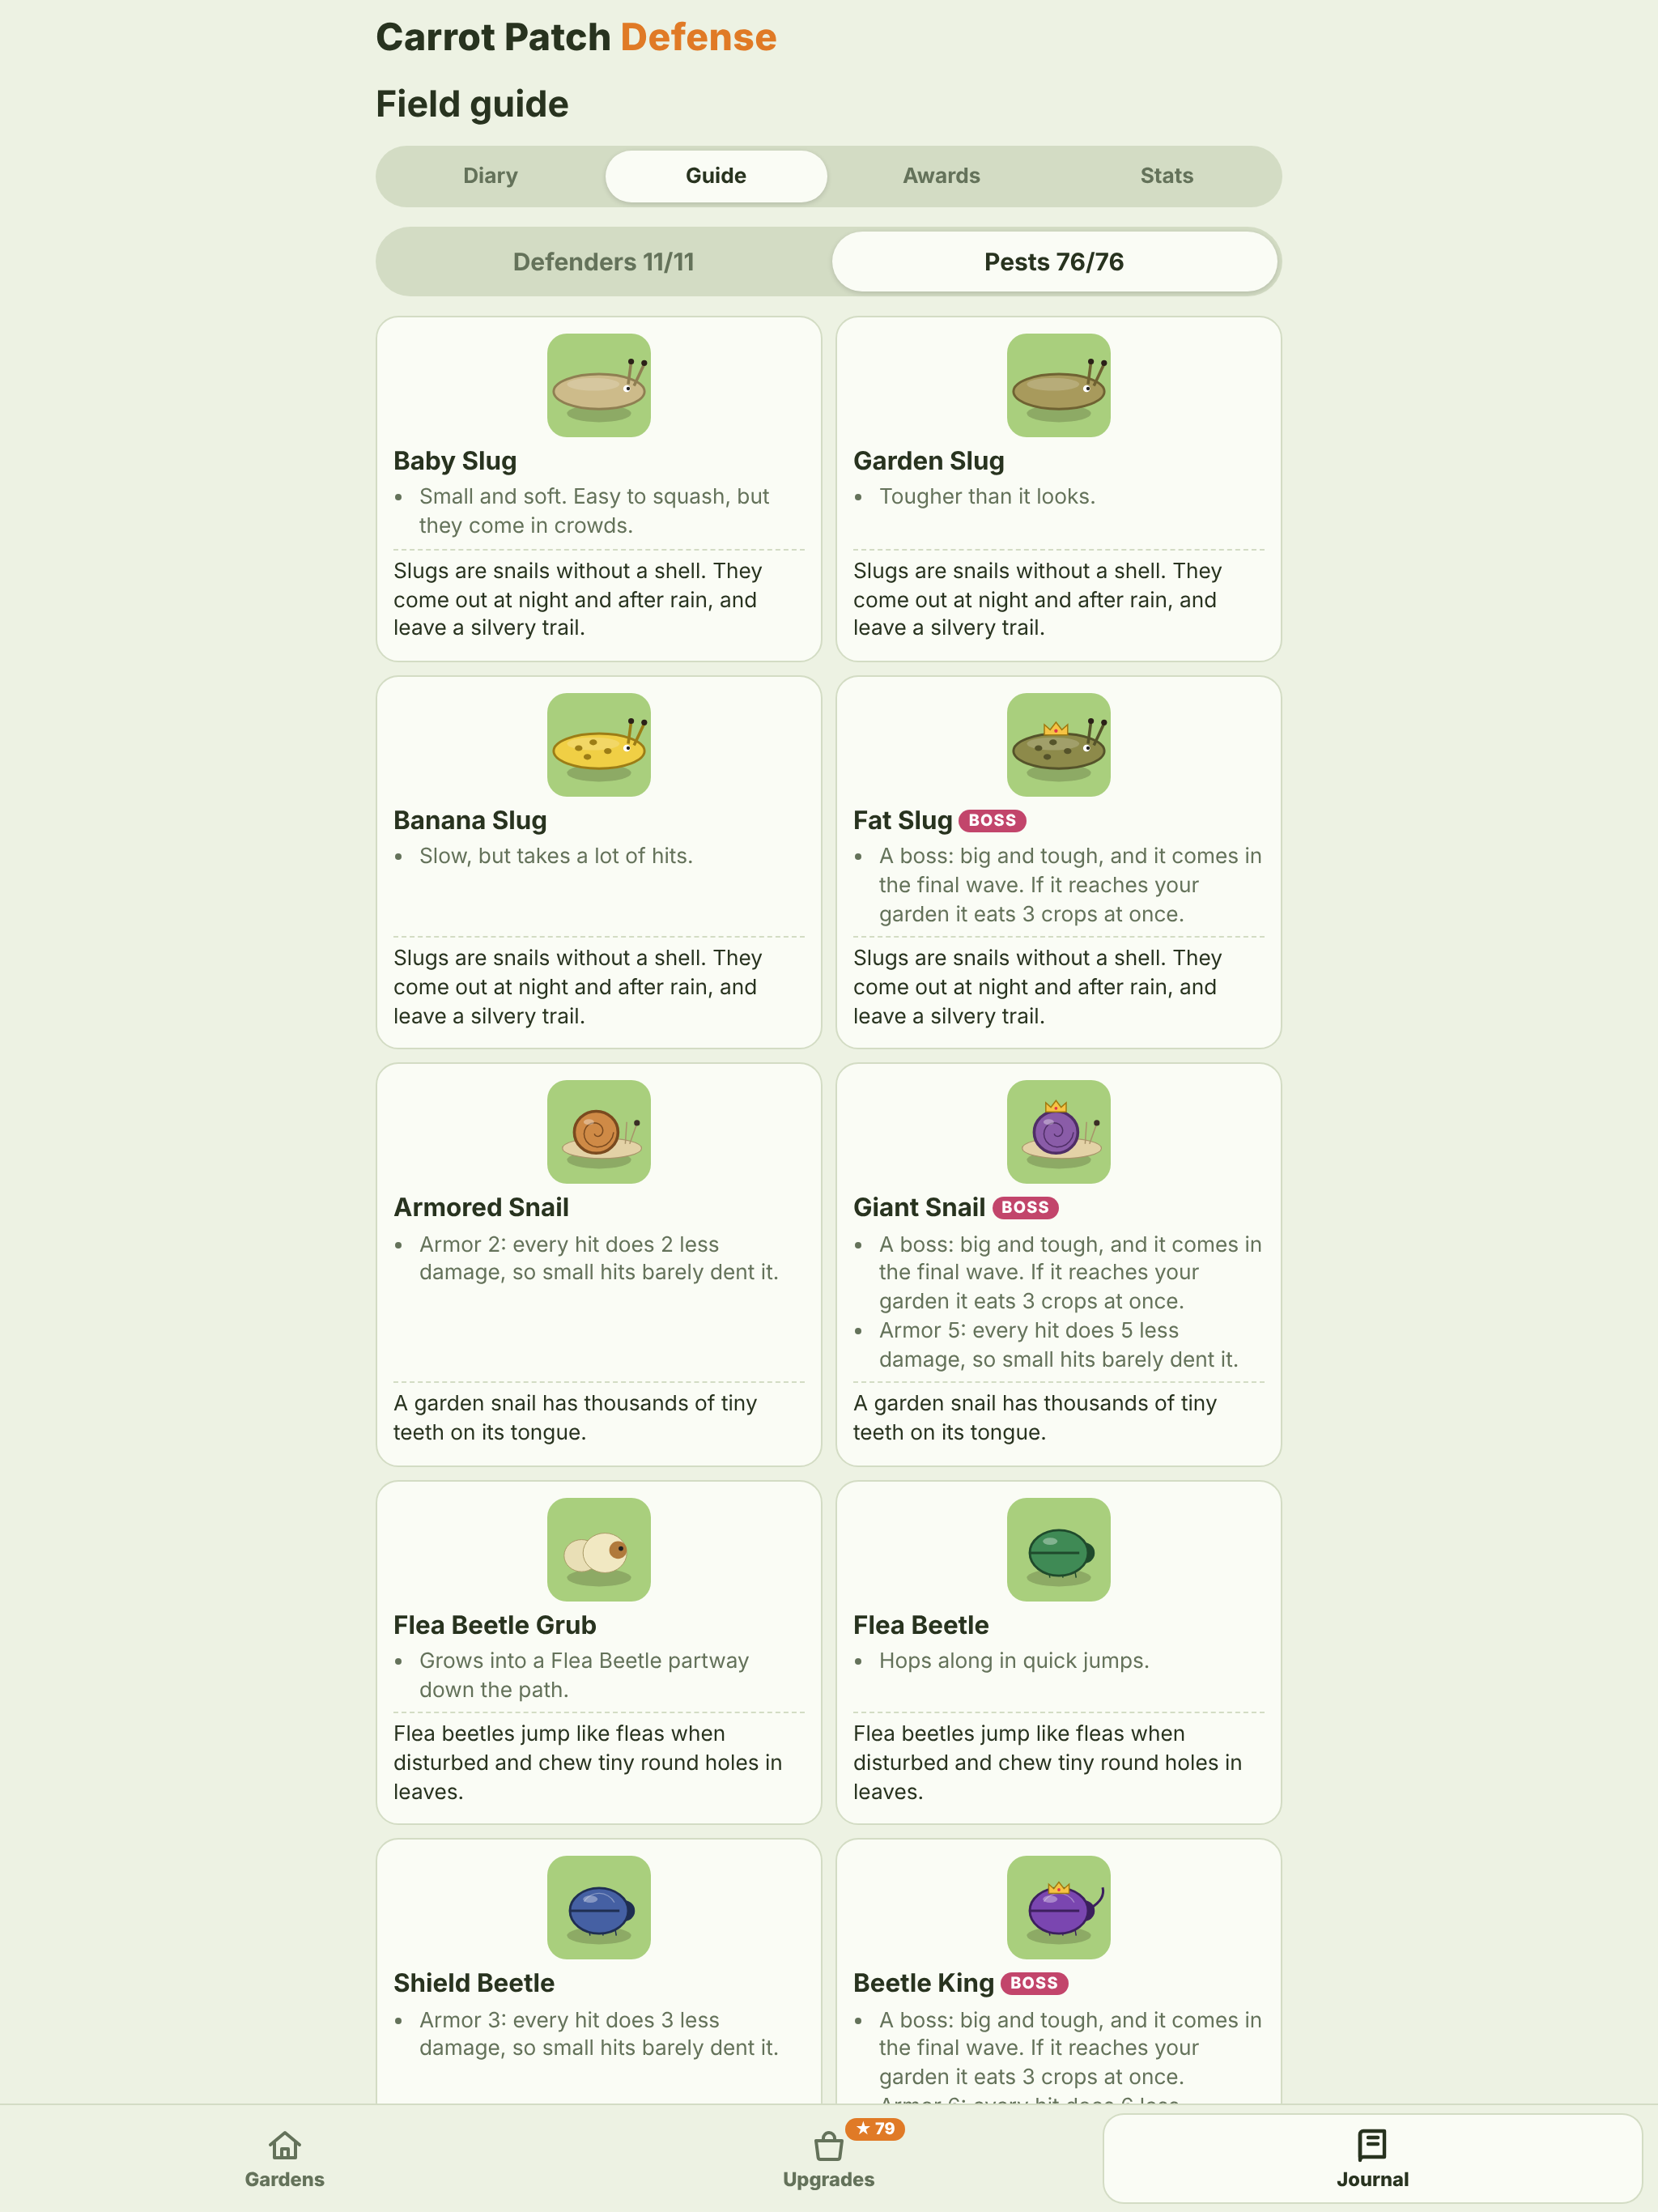 Carrot Patch Defense
Field guide
Diary
Guide
Awards
Stats
Defenders 11/11
Pests 76/76
Baby Slug
• Small and soft. Easy to squash, but
they come in crowds.
Slugs are snails without a shell. They
come out at night and after rain, and
leave a silvery trail.
Garden Slug
• Tougher than it looks.
Slugs are snails without a shell. They
come out at night and after rain, and
leave a silvery trail.
Banana Slug
• Slow, but takes a lot of hits.
Slugs are snails without a shell. They
come out at night and after rain, and
leave a silvery trail.
Fat Slug BOSS
• A boss: big and tough, and it comes in
the final wave. If it reaches your
garden it eats 3 crops at once.
Slugs are snails without a shell. They
come out at night and after rain, and
leave a silvery trail.
Armored Snail
• Armor 2: every hit does 2 less
damage, so small hits barely dent it.
A garden snail has thousands of tiny
teeth on its tongue.
Giant Snail BOSS
• A boss: big and tough, and it comes in
the final wave. If it reaches your
garden it eats 3 crops at once.
• Armor 5: every hit does 5 less
damage, so small hits barely dent it.
A garden snail has thousands of tiny
teeth on its tongue.
Flea Beetle Grub
• Grows into a Flea Beetle partway
down the path.
Flea beetles jump like fleas when
disturbed and chew tiny round holes in
leaves.
Flea Beetle
• Hops along in quick jumps.
Flea beetles jump like fleas when
disturbed and chew tiny round holes in
leaves.
Shield Beetle
• Armor 3: every hit does 3 less
damage, so small hits barely dent it.
Beetle King BOSS
• A boss: big and tough, and it comes in
the final wave. If it reaches your
garden it eats 3 crops at once.
Armor 6: every hit does 6 less
Gardens
★ 79
Upgrades
Journal